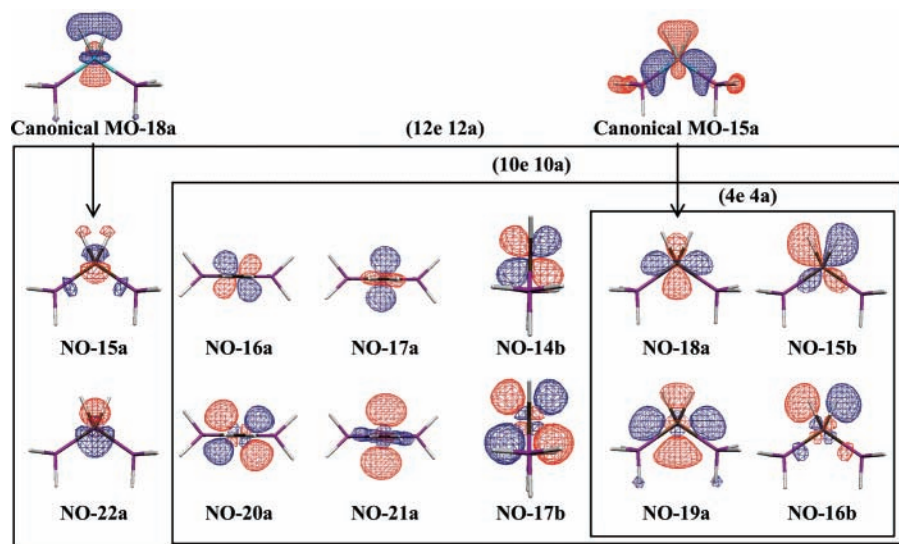 Canonical MO-18a
(12e 12a)
Canonical MO-15a
(10e 10a)
(4e 4a)
NO-15a
NO-16a
NO-17a
NO-14b
NO-18a
NO-15b
NO-22a
NO-20a
NO-21a
NO-17b
NO-19a
NO-16b